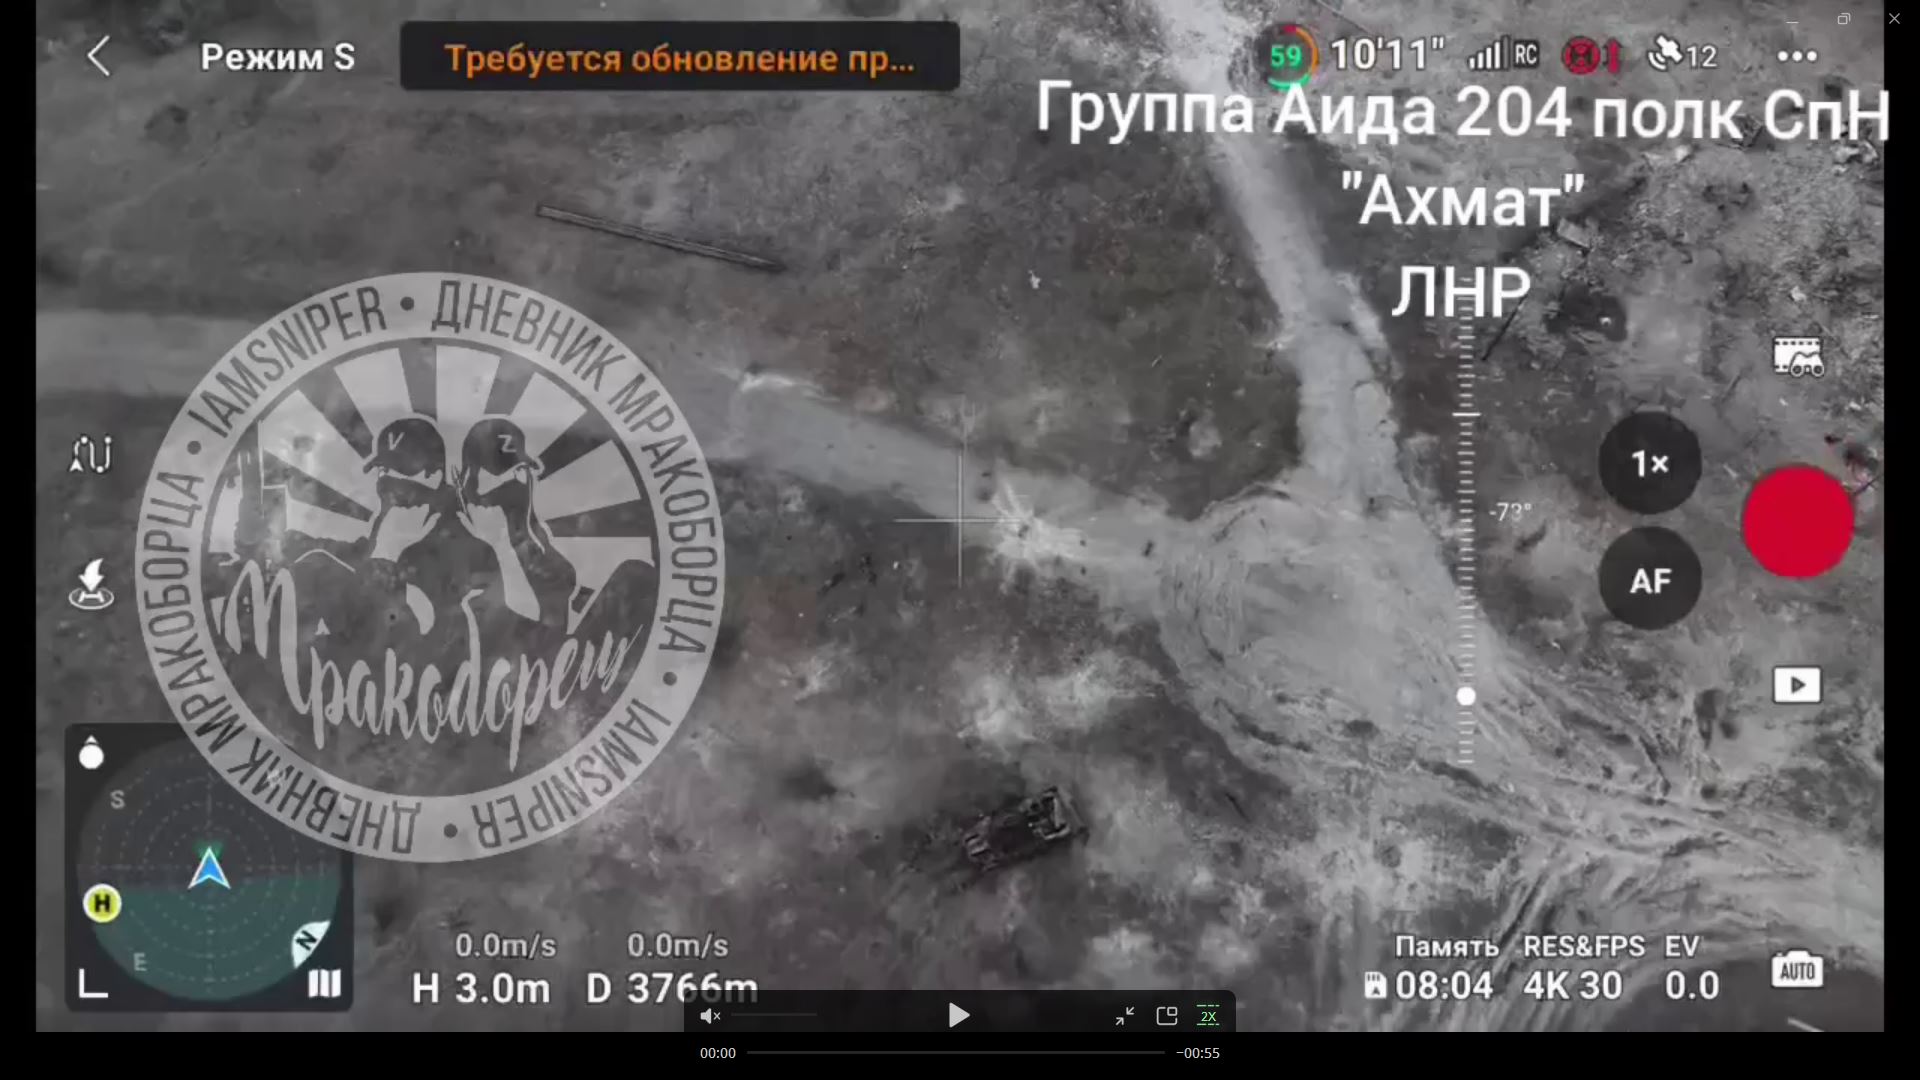 Режим S
Требуется обновление пр...
59
10'11"
RC
12
Группа Аида 204 полк СпН
"Ахмат"
ЛНР
ДНЕВНИК МРАКОБОРЦА • IAMSNIPER • ДНЕВНИК МРАКОБОРЦА • IAMSNIPER •
V
Z
Мракоборец
1×
-73°
AF
S
H
N
E
0.0m/s 0.0m/s
H 3.0m D 3766m
Память RES&FPS EV
08:04 4K 30 0.0
AUTO
2X
00:00
−00:55